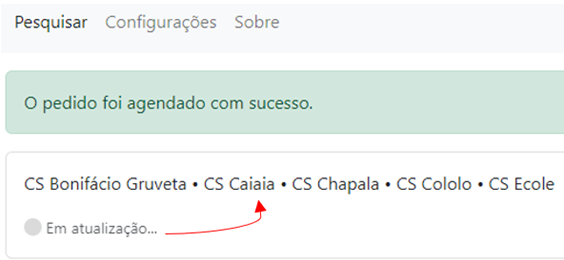 Pesquisar Configurações Sobre
O pedido foi agendado com sucesso.
CS Bonifácio Gruveta • CS Caiaia • CS Chapala • CS Cololo • CS Ecole
Em atualização...